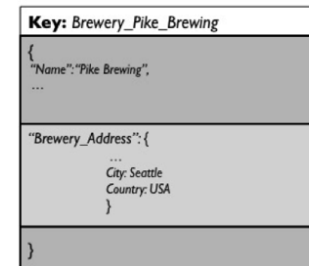 Key: Brewery_Pike_Brewing
{
“Name”:“Pike Brewing”,
...
“Brewery_Address”: {
...
City: Seattle
Country: USA
}
}